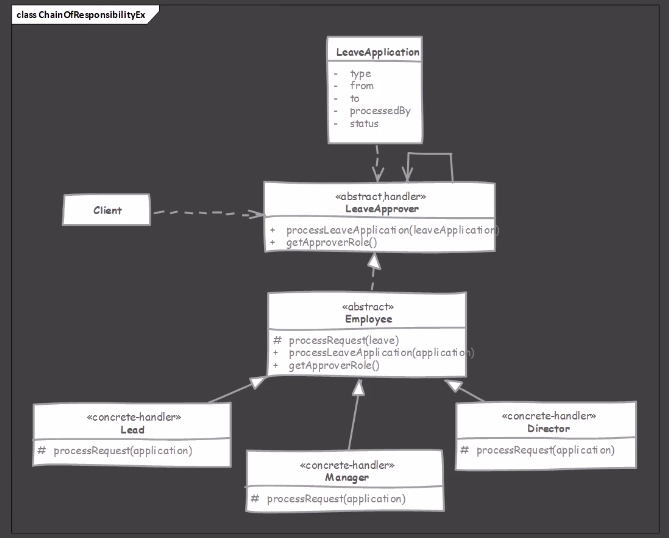 class ChainOfResponsibilityEx
LeaveApplication
- type
- from
- to
- processedBy
- status
«abstract,handler»
LeaveApprover
+ processLeaveApplication(leaveApplication)
+ getApproverRole()
Client
«abstract»
Employee
# processRequest(leave)
+ processLeaveApplication(application)
+ getApproverRole()
«concrete-handler»
Lead
# processRequest(application)
«concrete-handler»
Manager
# processRequest(application)
«concrete-handler»
Director
# processRequest(application)